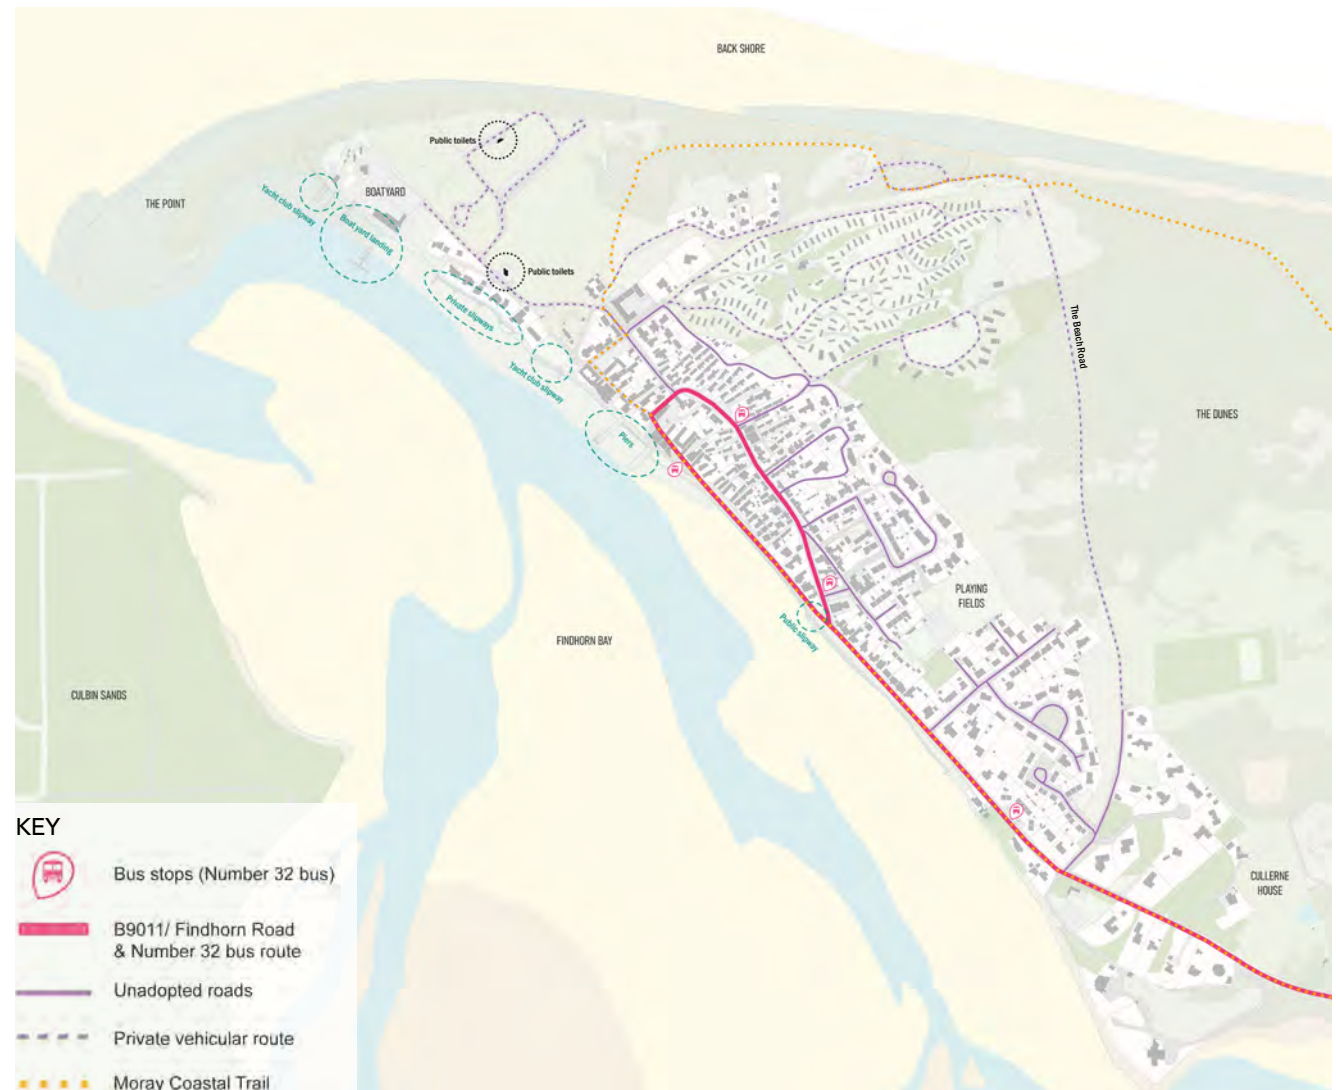 BACK SHORE
Public toilets
BOATYARD
THE POINT
Yacht club slipway
Boat yard landing
Public toilets
Private slipways
The Beach Road
Yacht club slipway
THE DUNES
Piers
PLAYING
FIELDS
Public slipway
FINDHORN BAY
CULBIN SANDS
CULLERNE
HOUSE
KEY
Bus stops (Number 32 bus)
B9011/ Findhorn Road
& Number 32 bus route
Unadopted roads
Private vehicular route
Moray Coastal Trail